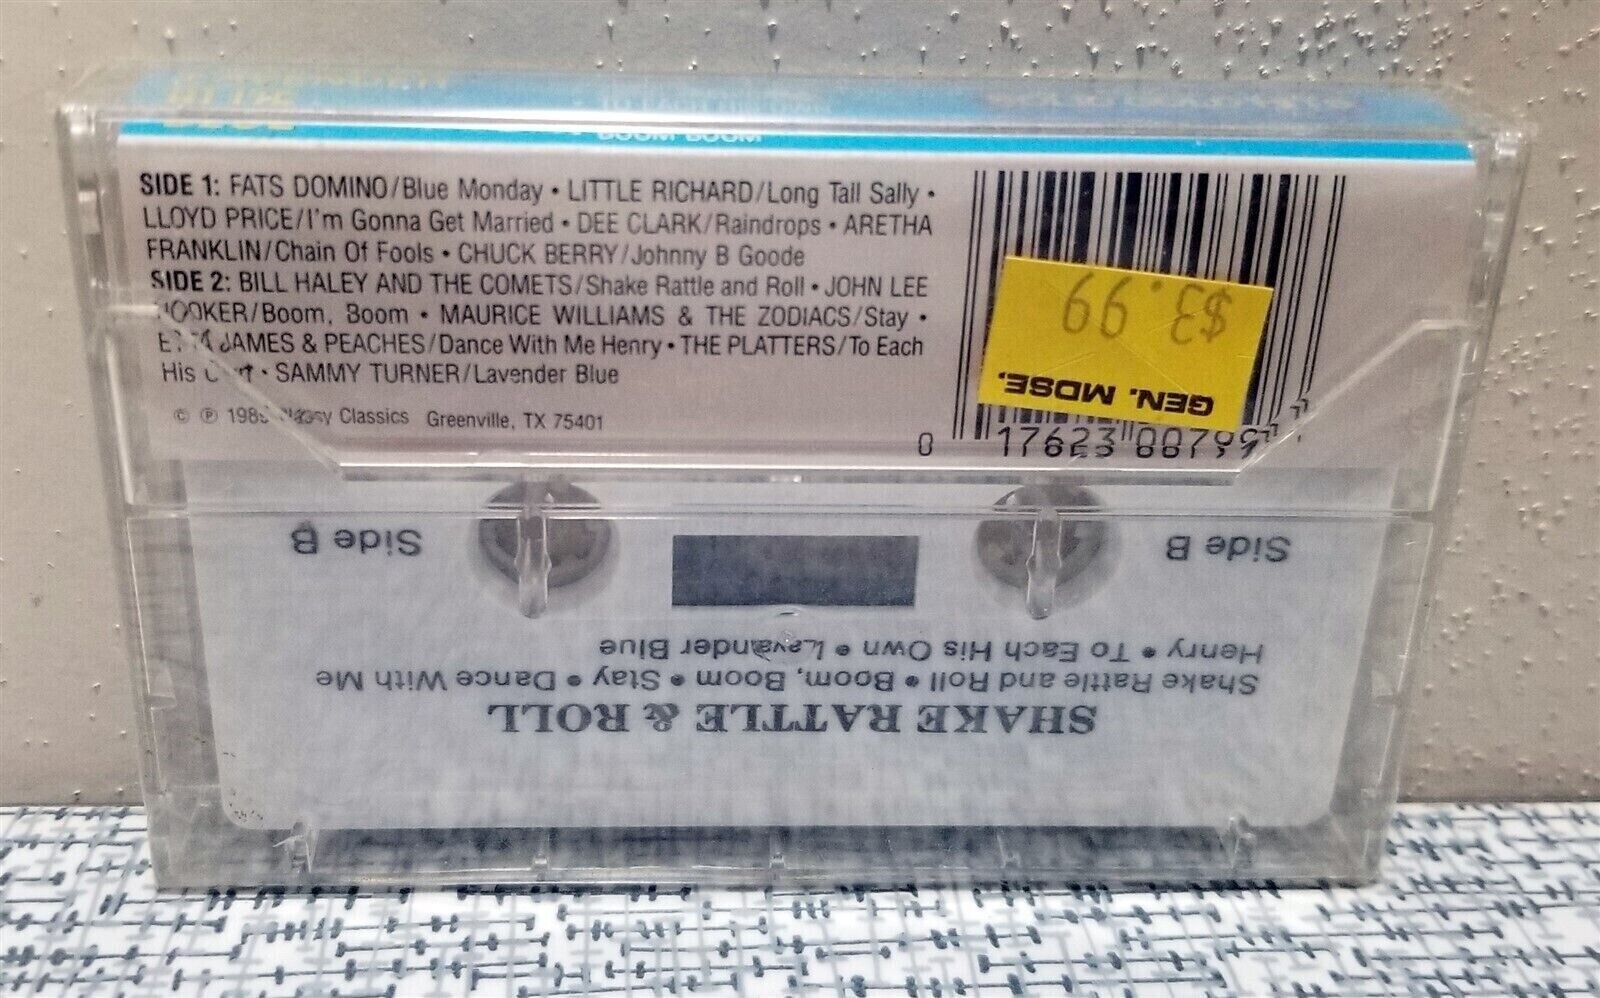 BOOM BOOM
SIDE 1: FATS DOMINO/Blue Monday • LITTLE RICHARD/Long Tall Sally •
LLOYD PRICE/I'm Gonna Get Married • DEE CLARK/Raindrops • ARETHA
FRANKLIN/Chain Of Fools • CHUCK BERRY/Johnny B Goode
SIDE 2: BILL HALEY AND THE COMETS/Shake Rattle and Roll • JOHN LEE
HOOKER/Boom, Boom • MAURICE WILLIAMS & THE ZODIACS/Stay •
ETTA JAMES & PEACHES/Dance With Me Henry • THE PLATTERS/To Each
His Own • SAMMY TURNER/Lavender Blue
© ℗ Classics Greenville, TX 75401
$3.99
GEN. MDSE.
0 17623
Side B
Side B
SHAKE RATTLE & ROLL
Shake Rattle and Roll • Boom, Boom • Stay • Dance With Me
Henry • To Each His Own • Lavander Blue